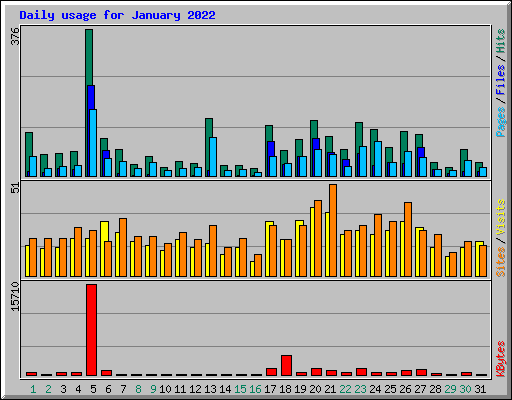 Daily usage for January 2022
376
Pages / Files / Hits
51
Sites / Visits
15710
KBytes
1 2 3 4 5 6 7 8 9 10 11 12 13 14 15 16 17 18 19 20 21 22 23 24 25 26 27 28 29 30 31